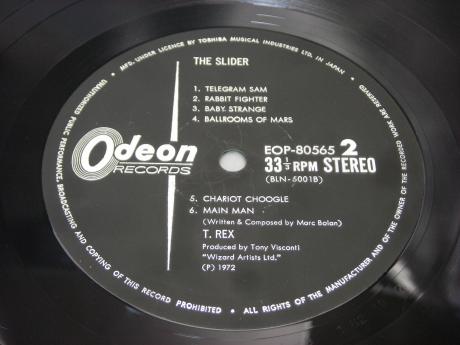 • MFD. UNDER LICENCE BY TOSHIBA MUSICAL INDUSTRIES LTD. IN JAPAN •
THE SLIDER
1. TELEGRAM SAM
2. RABBIT FIGHTER
3. BABY STRANGE
4. BALLROOMS OF MARS
Odeon
RECORDS
EOP-80565 2
33 1/3 RPM STEREO
(BLN-5001B)
5. CHARIOT CHOOGLE
6. MAIN MAN
(Written & Composed by Marc Bolan)
T. REX
Produced by Tony Visconti
"Wizard Artists Ltd."
(P) 1972
UNAUTHORIZED PUBLIC PERFORMANCE, BROADCASTING AND COPYING OF THIS RECORD PROHIBITED • ALL RIGHTS OF THE MANUFACTURER AND OF THE OWNER OF THE RECORDED WORK ARE RESERVED